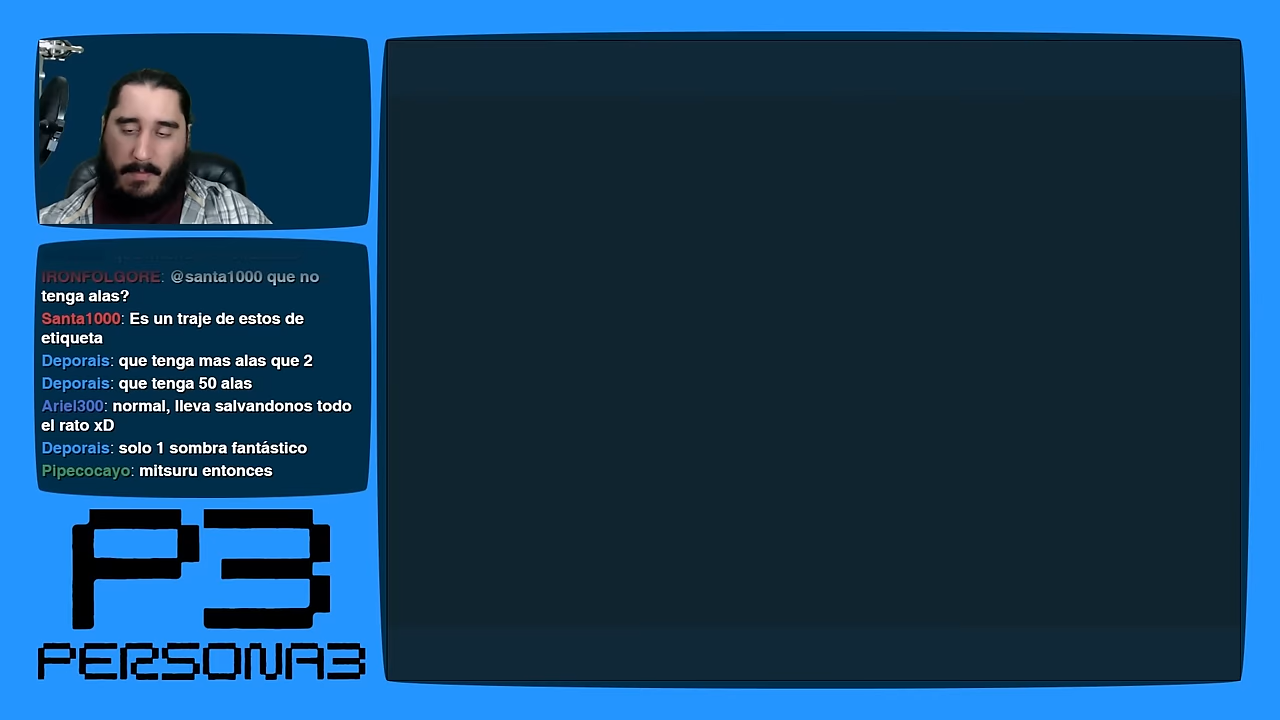 IRONFOLGORE: @santa1000 que no
tenga alas?
Santa1000: Es un traje de estos de
etiqueta
Deporais: que tenga mas alas que 2
Deporais: que tenga 50 alas
Ariel300: normal, lleva salvandonos todo
el rato xD
Deporais: solo 1 sombra fantástico
Pipecocayo: mitsuru entonces
P3
PERSONA3